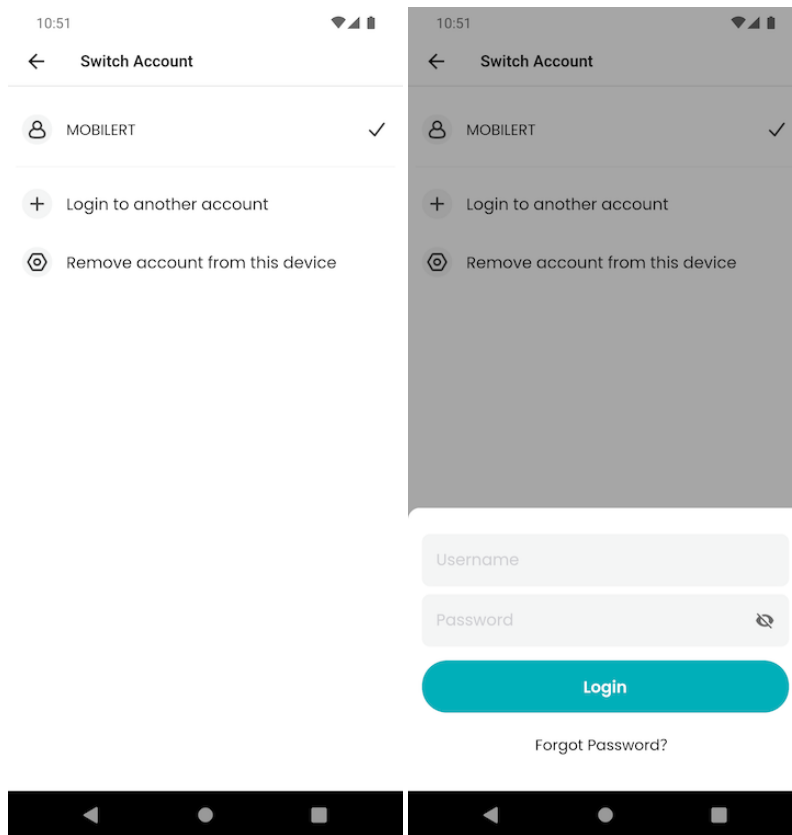 10:51
Switch Account
MOBILERT
Login to another account
Remove account from this device
10:51
Switch Account
MOBILERT
Login to another account
Remove account from this device
Username
Password
Login
Forgot Password?